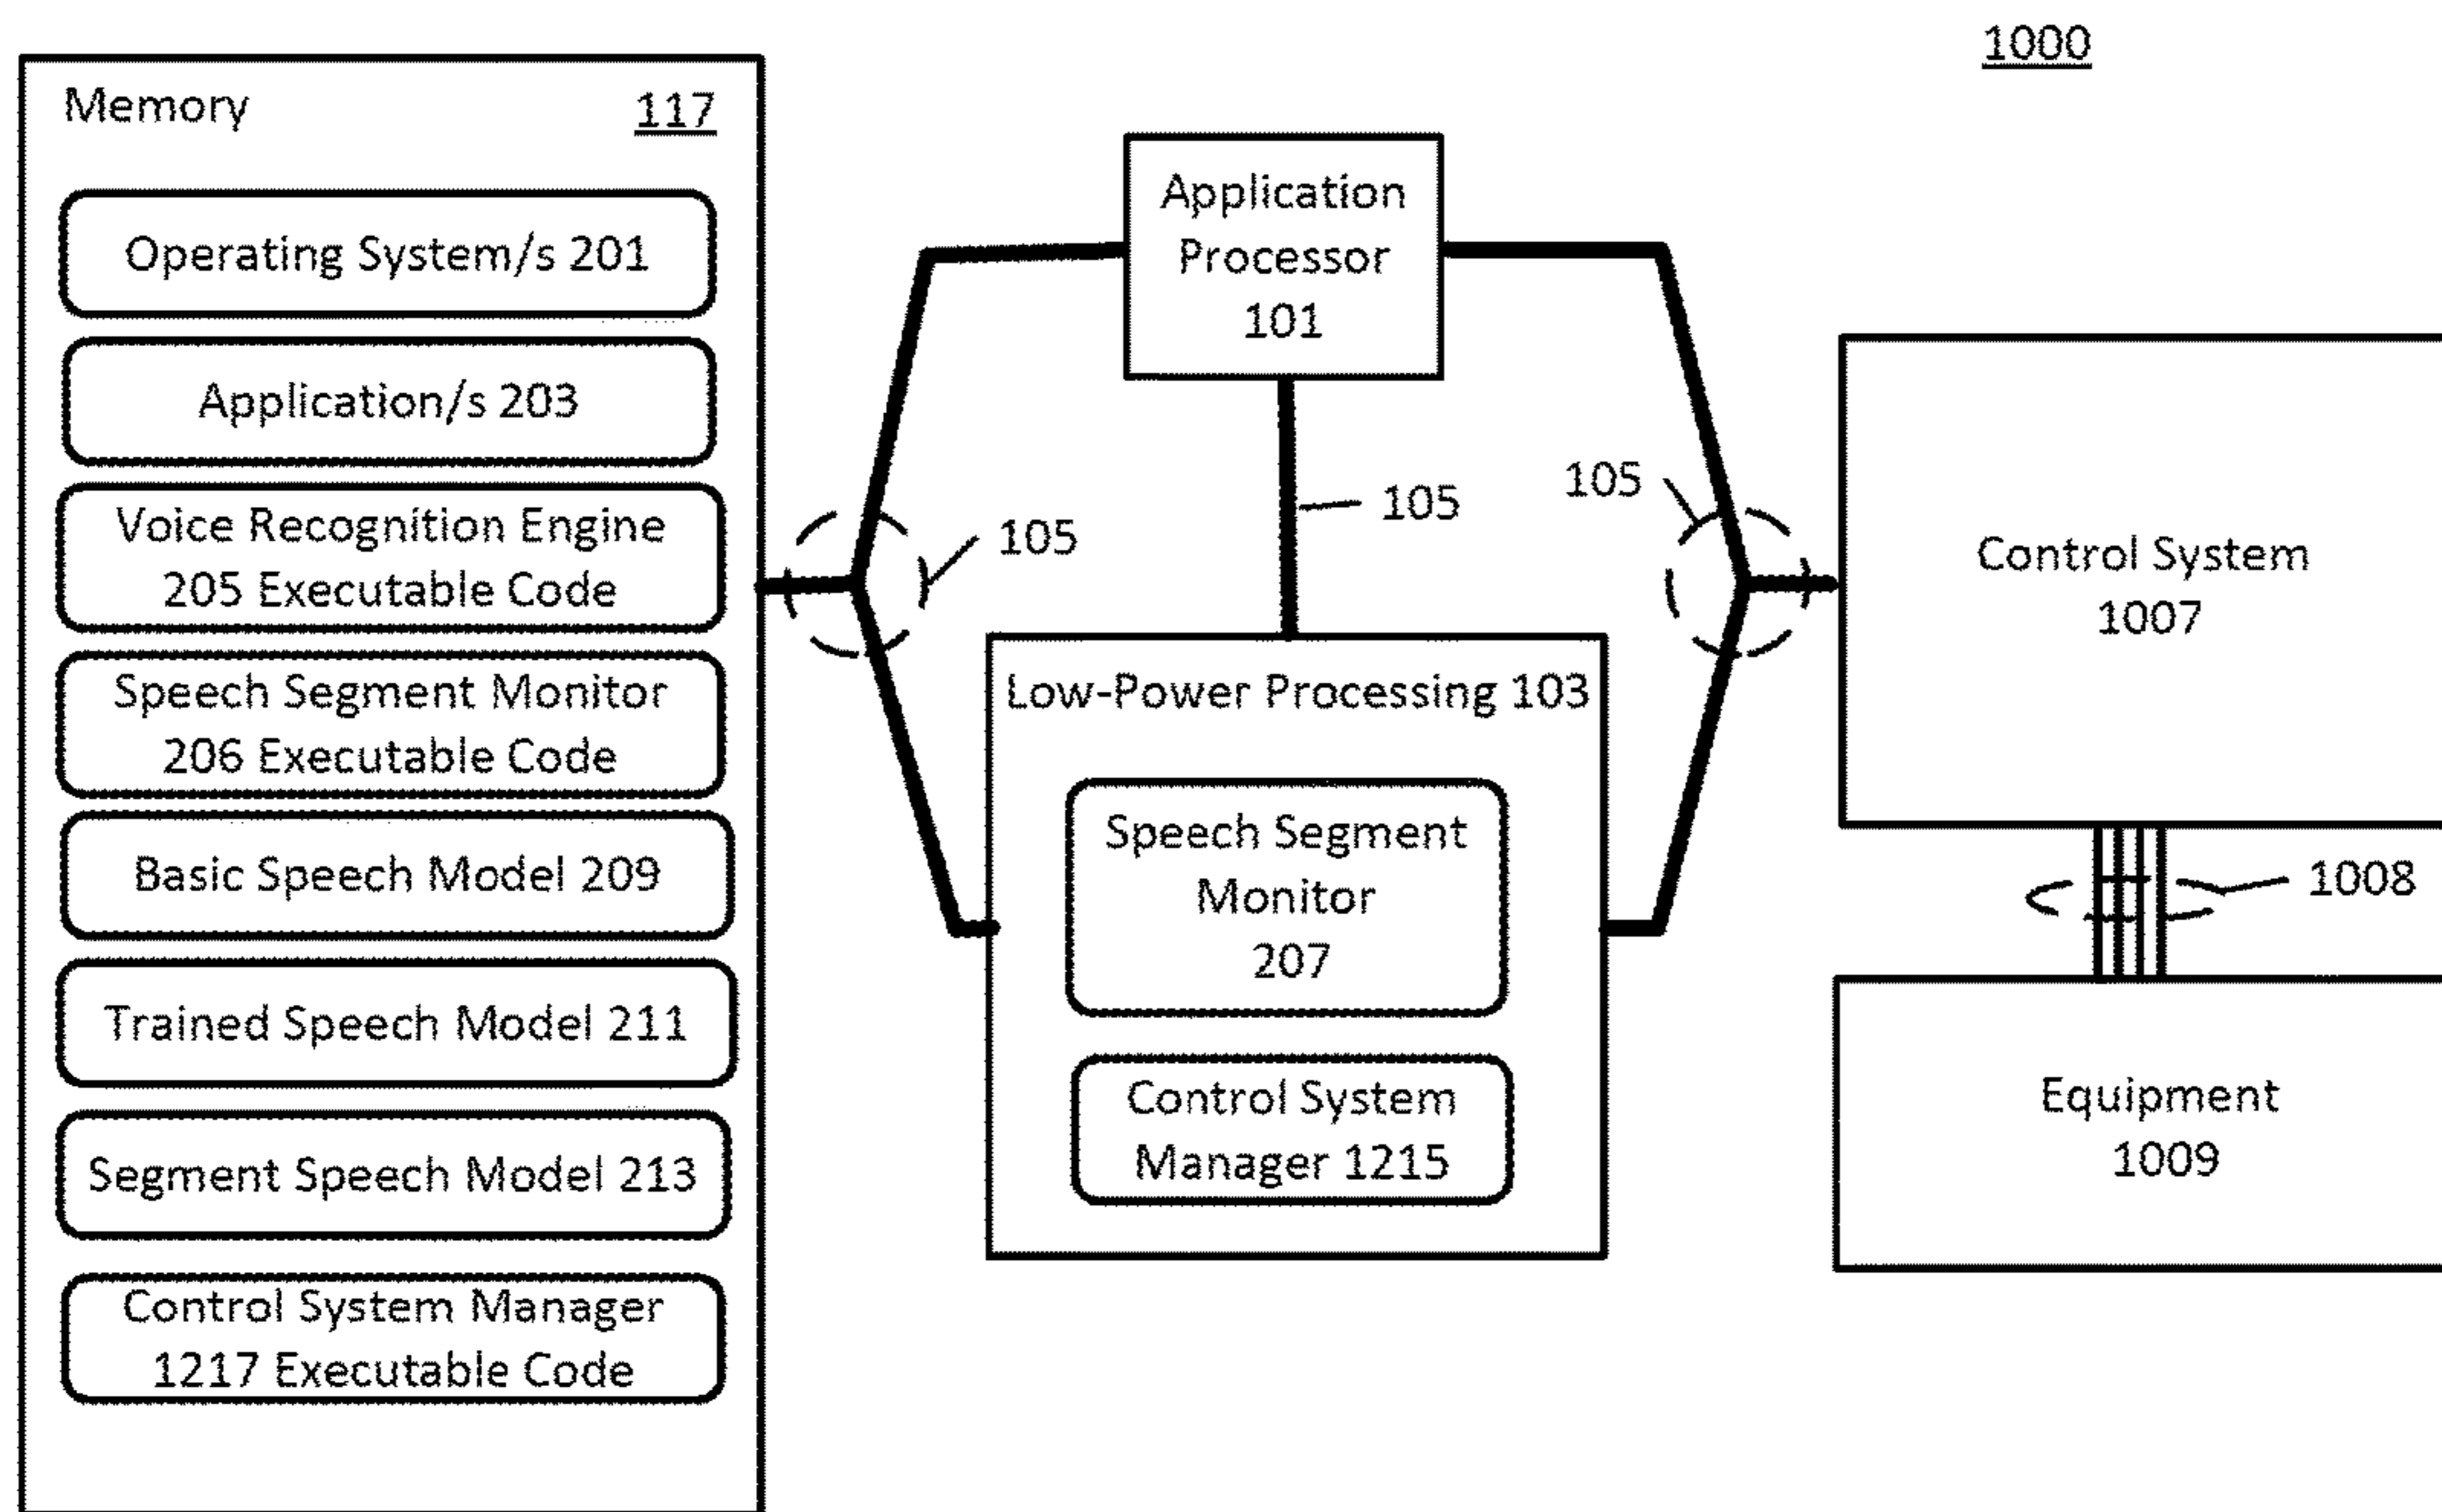 1000
Memory 117
Operating System/s 201
Application/s 203
Voice Recognition Engine
205 Executable Code
Speech Segment Monitor
206 Executable Code
Basic Speech Model 209
Trained Speech Model 211
Segment Speech Model 213
Control System Manager
1217 Executable Code
105
Application
Processor
101
105
105
Low-Power Processing 103
Speech Segment
Monitor
207
Control System
Manager 1215
Control System
1007
1008
Equipment
1009